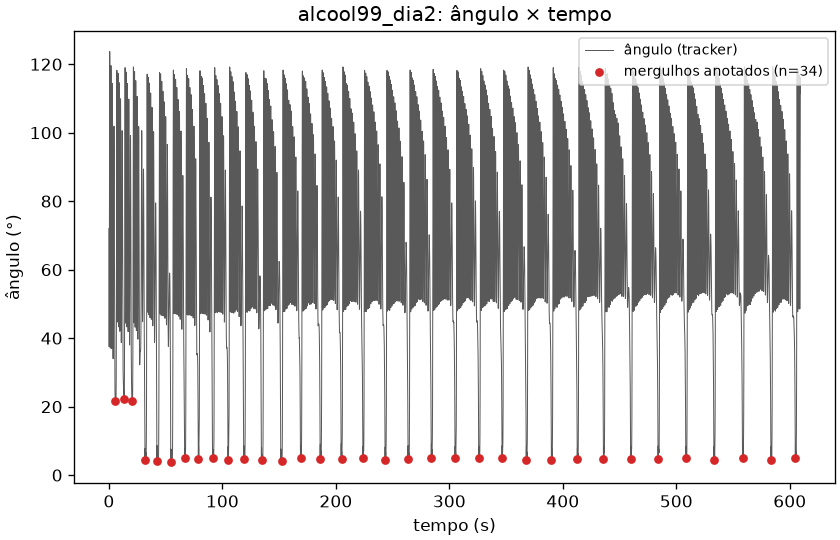 alcool99_dia2: ângulo × tempo
ângulo (tracker)
mergulhos anotados (n=34)
ângulo (°)
120
100
80
60
40
20
0
0 100 200 300 400 500 600
tempo (s)